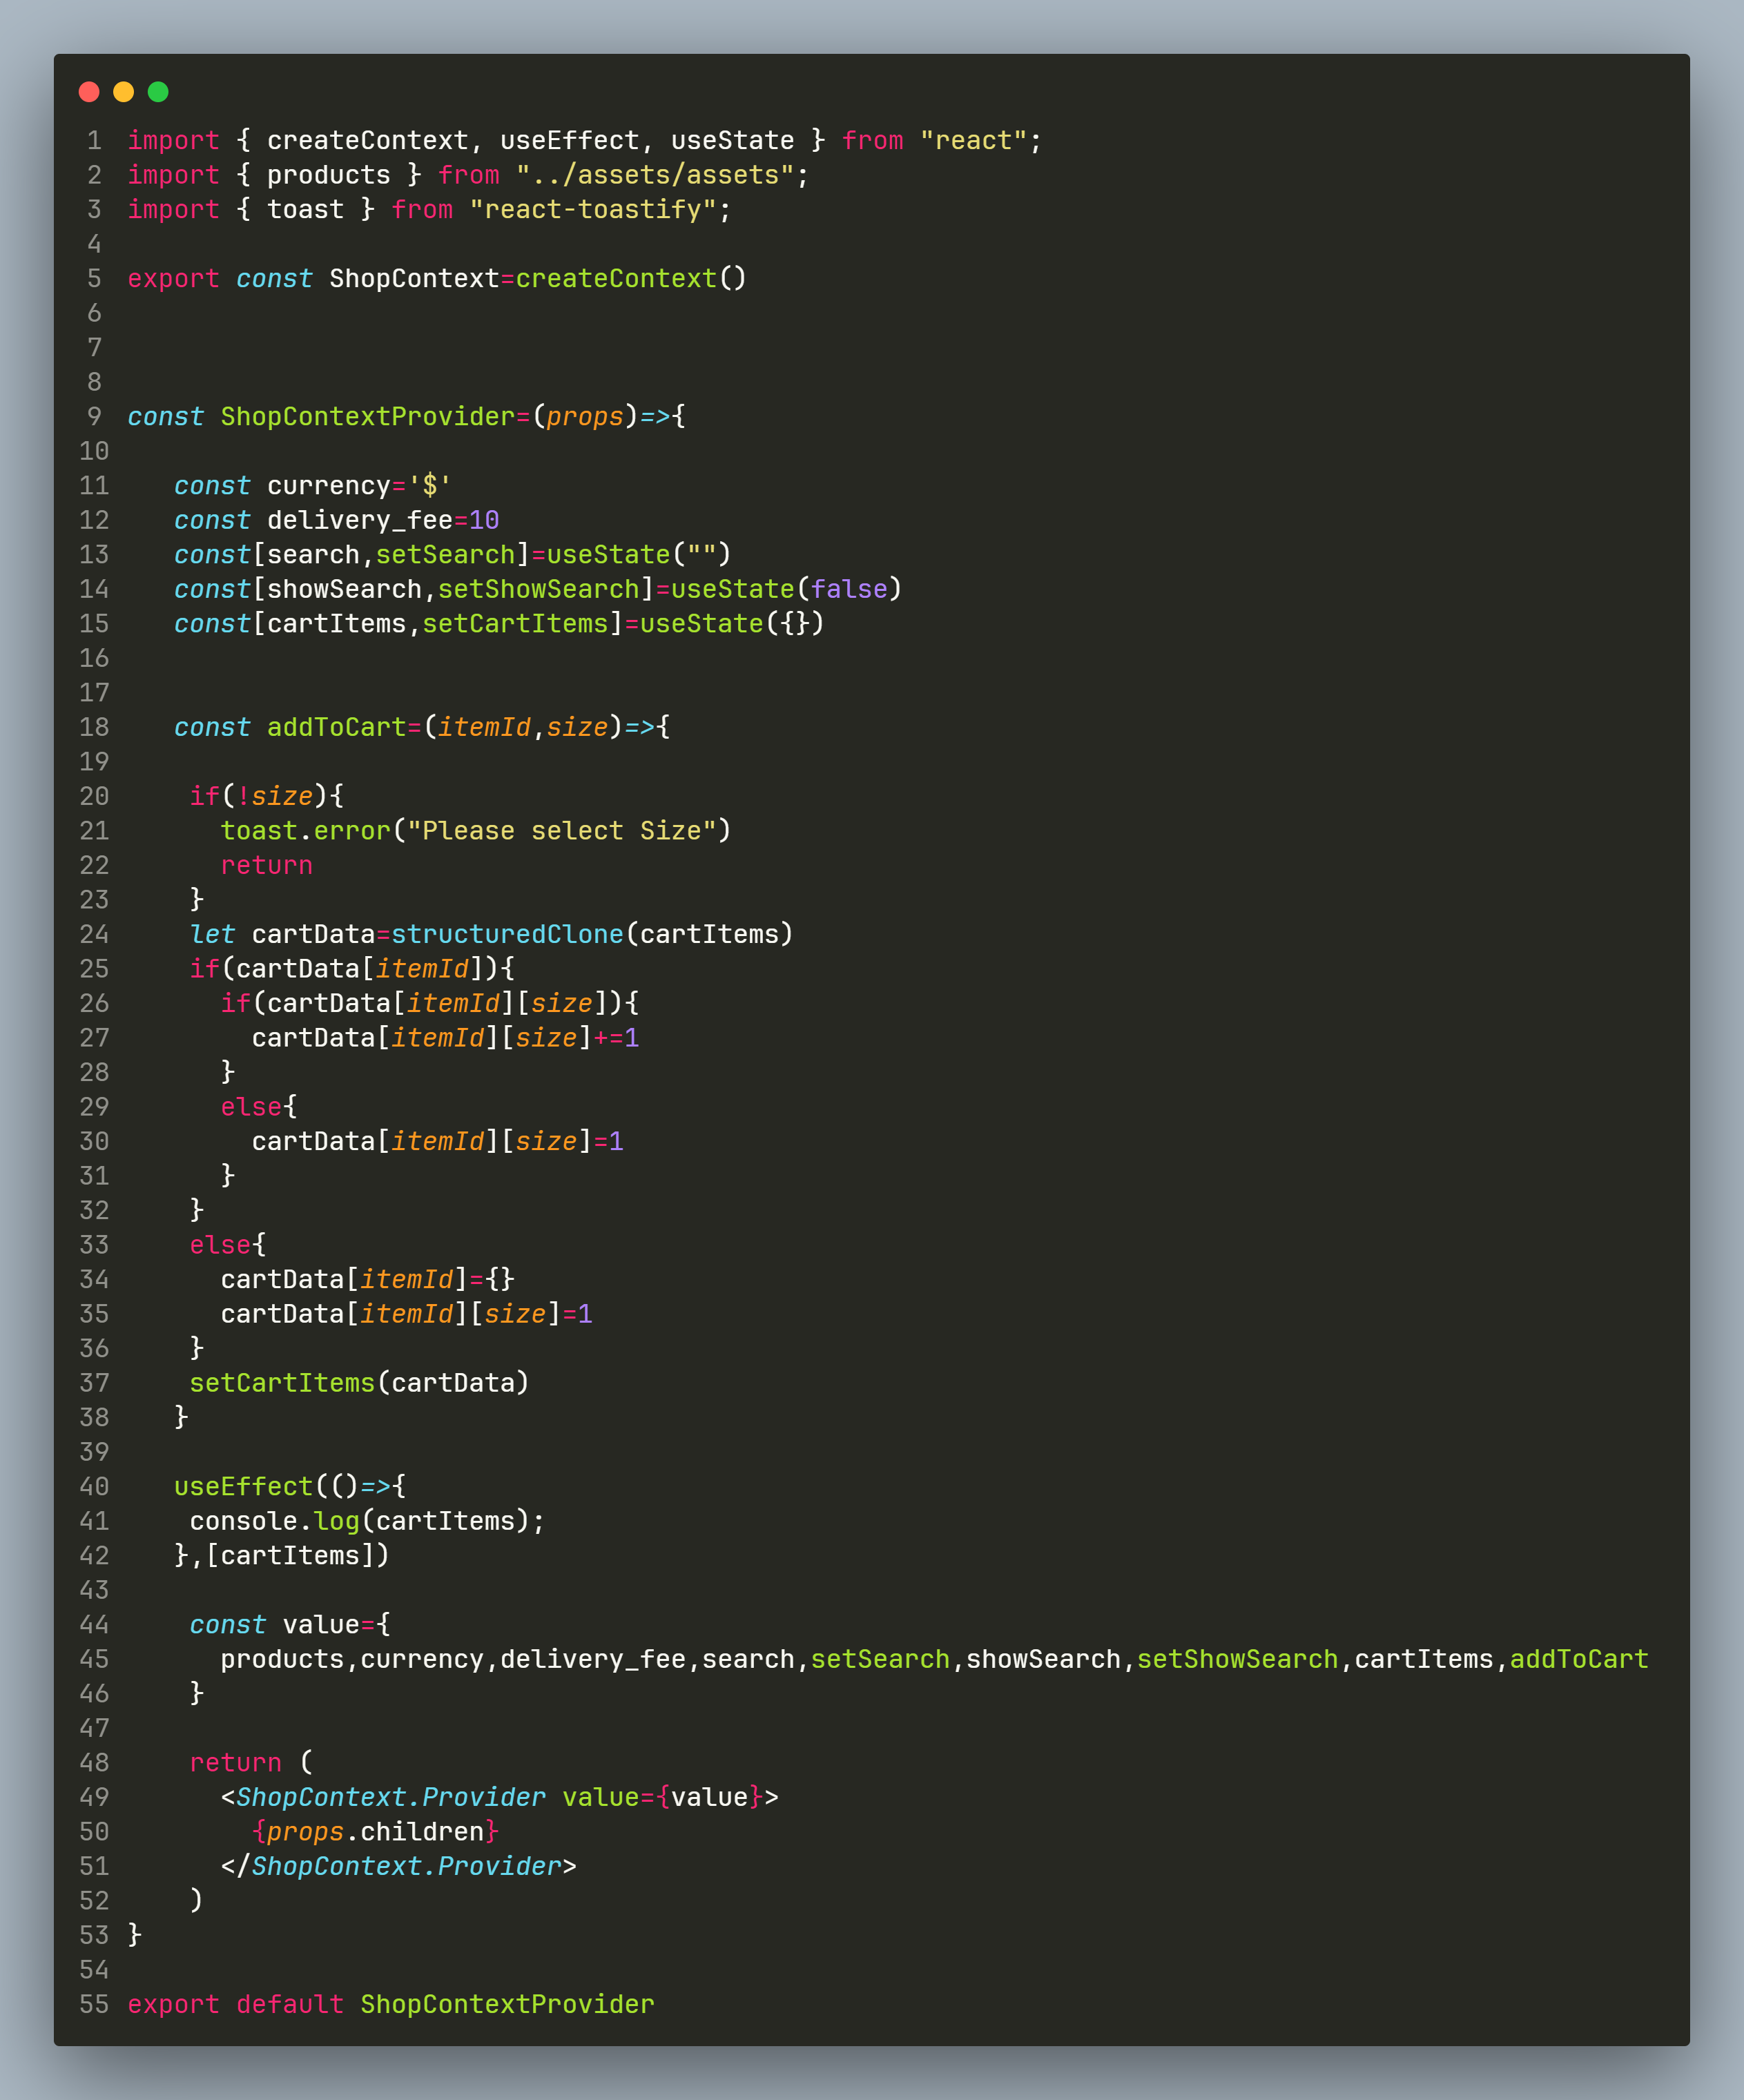 1 import { createContext, useEffect, useState } from "react";
2 import { products } from "../assets/assets";
3 import { toast } from "react-toastify";
4
5 export const ShopContext=createContext()
6
7
8
9 const ShopContextProvider=(props)=>{
10
11    const currency='$'
12    const delivery_fee=10
13    const[search,setSearch]=useState("")
14    const[showSearch,setShowSearch]=useState(false)
15    const[cartItems,setCartItems]=useState({})
16
17
18    const addToCart=(itemId,size)=>{
19
20     if(!size){
21       toast.error("Please select Size")
22       return
23     }
24     let cartData=structuredClone(cartItems)
25     if(cartData[itemId]){
26       if(cartData[itemId][size]){
27         cartData[itemId][size]+=1
28       }
29       else{
30         cartData[itemId][size]=1
31       }
32     }
33     else{
34       cartData[itemId]={}
35       cartData[itemId][size]=1
36     }
37     setCartItems(cartData)
38    }
39
40    useEffect(()=>{
41     console.log(cartItems);
42    },[cartItems])
43
44     const value={
45       products,currency,delivery_fee,search,setSearch,showSearch,setShowSearch,cartItems,addToCart
46     }
47
48     return (
49       <ShopContext.Provider value={value}>
50         {props.children}
51       </ShopContext.Provider>
52     )
53 }
54
55 export default ShopContextProvider